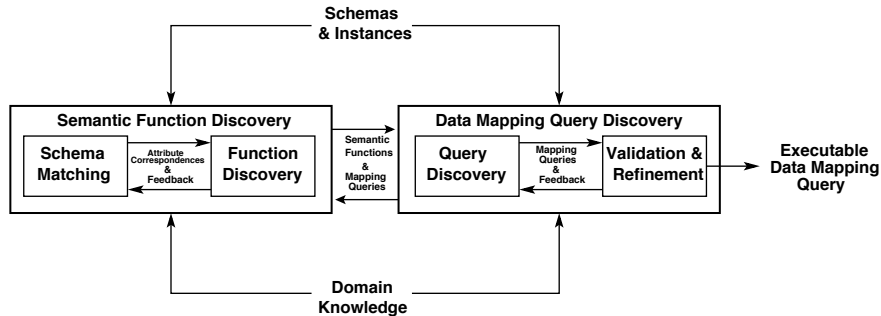 Schemas
& Instances
Semantic Function Discovery
Schema
Matching
Attribute
Correspondences
&
Feedback
Function
Discovery
Semantic
Functions
&
Mapping
Queries
Data Mapping Query Discovery
Query
Discovery
Mapping
Queries
&
Feedback
Validation &
Refinement
Executable
Data Mapping
Query
Domain
Knowledge